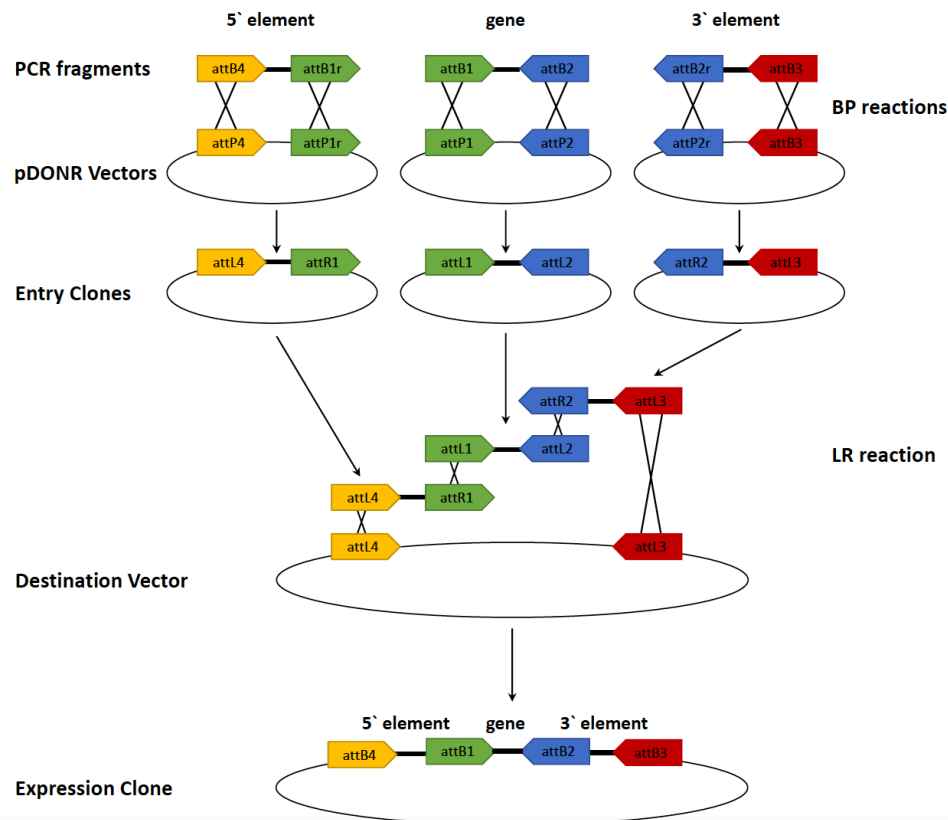 5` element gene 3` element
PCR fragments attB4 attB1r attB1 attB2 attB2r attB3
BP reactions
attP4 attP1r attP1 attP2 attP2r attB3
pDONR Vectors
attL4 attR1 attL1 attL2 attR2 attL3
Entry Clones
attR2 attL3
attL1 attL2 LR reaction
attL4 attR1
attL4 attL3
Destination Vector
5` element gene 3` element
attB4 attB1 attB2 attB3
Expression Clone